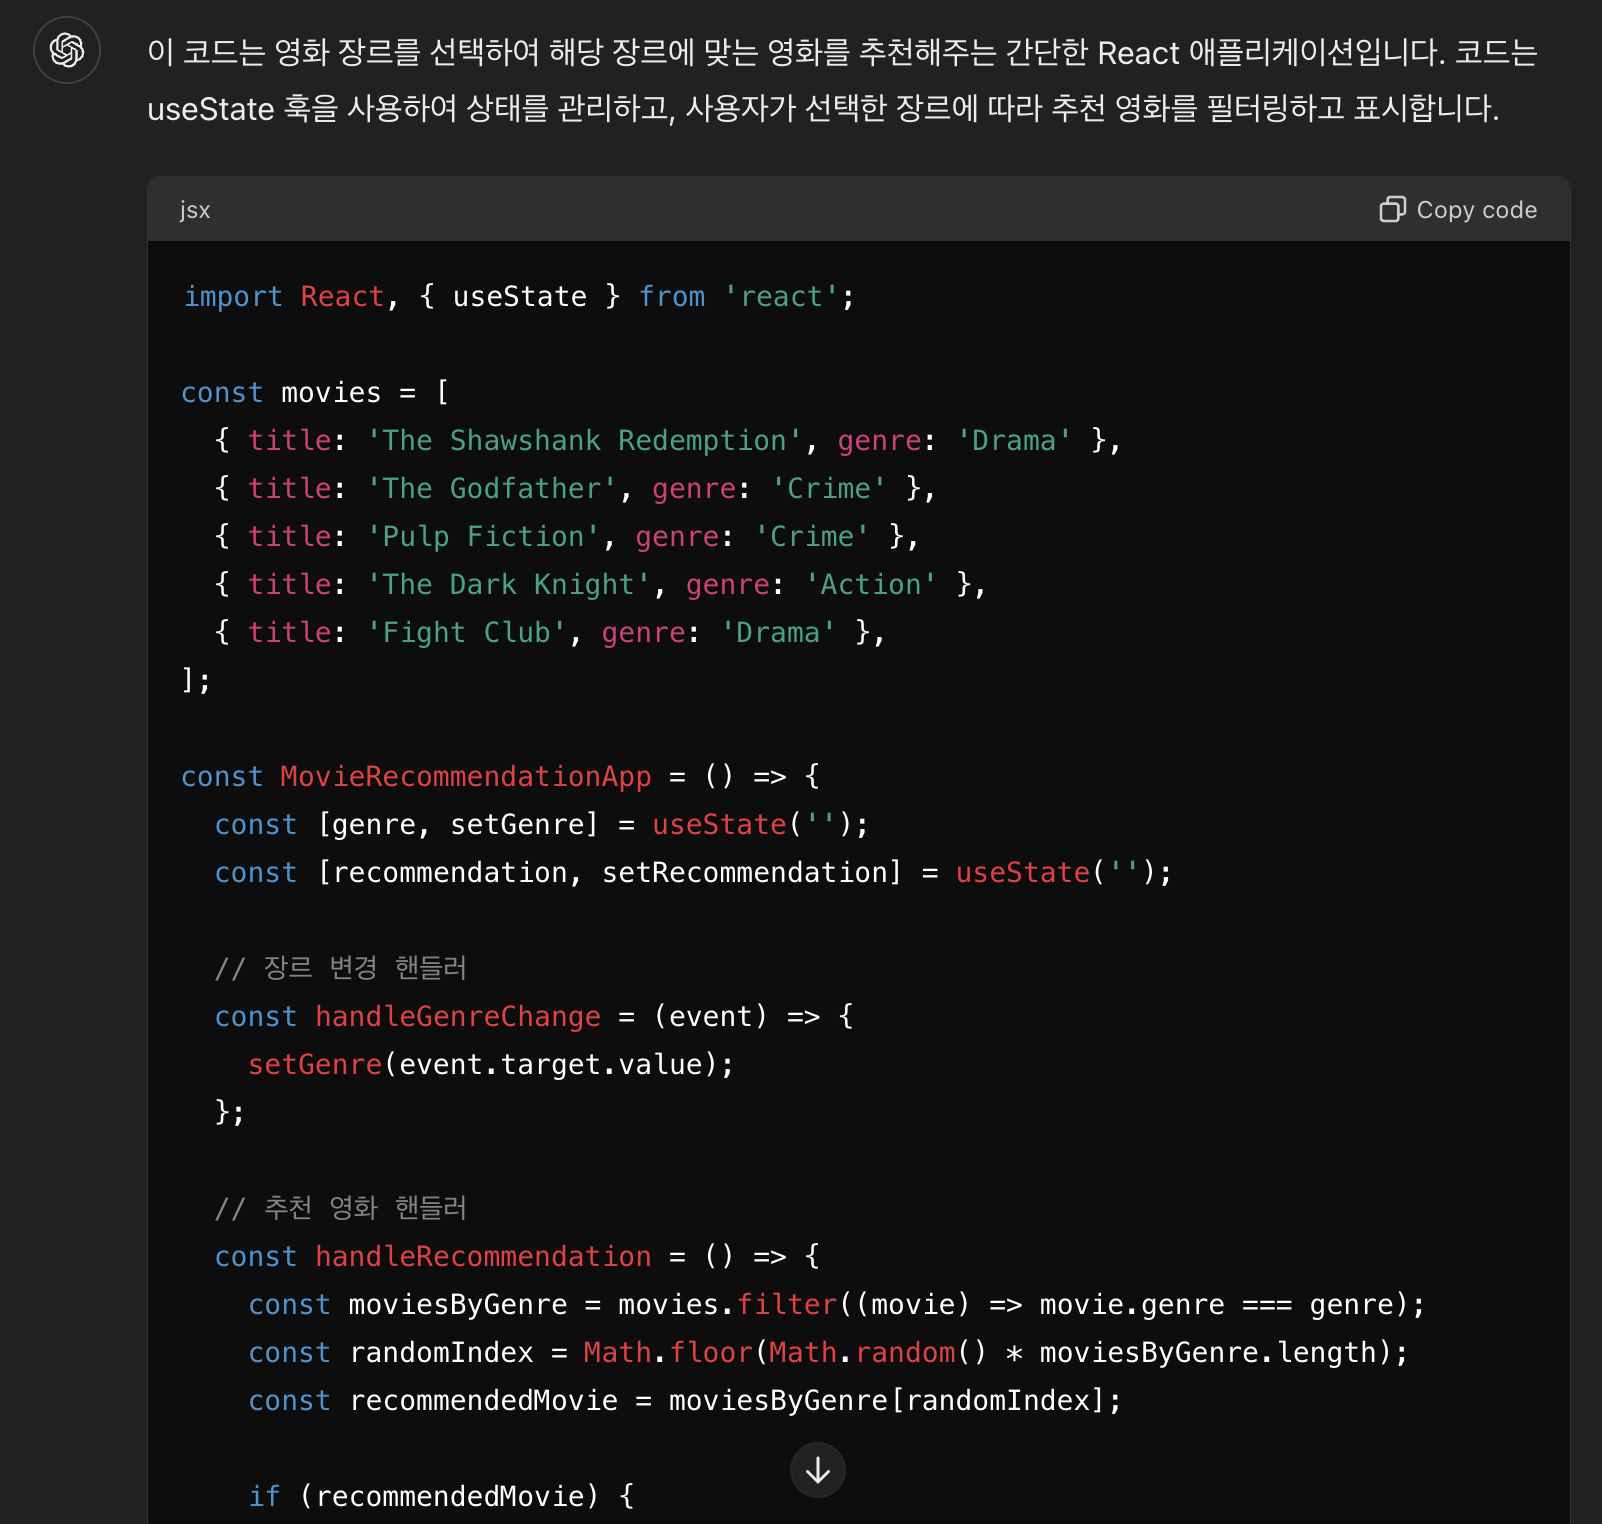 이 코드는 영화 장르를 선택하여 해당 장르에 맞는 영화를 추천해주는 간단한 React 애플리케이션입니다. 코드는
useState 훅을 사용하여 상태를 관리하고, 사용자가 선택한 장르에 따라 추천 영화를 필터링하고 표시합니다.
jsx
Copy code
import React, { useState } from 'react';
const movies = [
  { title: 'The Shawshank Redemption', genre: 'Drama' },
  { title: 'The Godfather', genre: 'Crime' },
  { title: 'Pulp Fiction', genre: 'Crime' },
  { title: 'The Dark Knight', genre: 'Action' },
  { title: 'Fight Club', genre: 'Drama' },
];
const MovieRecommendationApp = () => {
  const [genre, setGenre] = useState('');
  const [recommendation, setRecommendation] = useState('');
  // 장르 변경 핸들러
  const handleGenreChange = (event) => {
    setGenre(event.target.value);
  };
  // 추천 영화 핸들러
  const handleRecommendation = () => {
    const moviesByGenre = movies.filter((movie) => movie.genre === genre);
    const randomIndex = Math.floor(Math.random() * moviesByGenre.length);
    const recommendedMovie = moviesByGenre[randomIndex];
    if (recommendedMovie) {